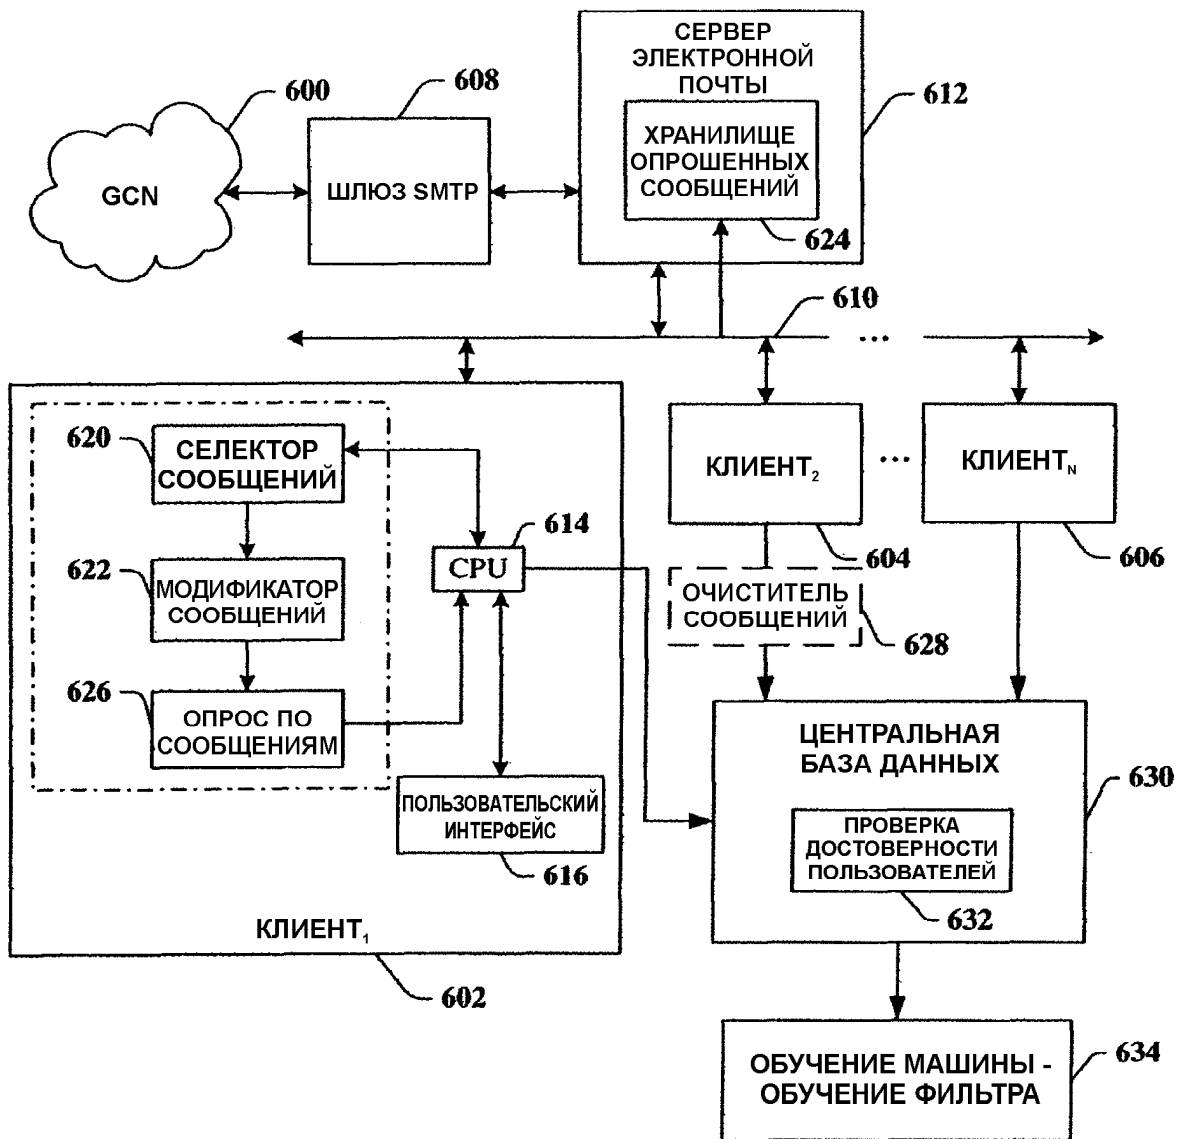 СЕРВЕР
ЭЛЕКТРОННОЙ
ПОЧТЫ
612
ХРАНИЛИЩЕ
ОПРОШЕННЫХ
СООБЩЕНИЙ
624
600
GCN
608
ШЛЮЗ SMTP
610
...
620
СЕЛЕКТОР
СООБЩЕНИЙ
622
МОДИФИКАТОР
СООБЩЕНИЙ
626
ОПРОС ПО
СООБЩЕНИЯМ
614
CPU
ПОЛЬЗОВАТЕЛЬСКИЙ
ИНТЕРФЕЙС
616
КЛИЕНТ1
602
КЛИЕНТ2
604
...
КЛИЕНТN
606
ОЧИСТИТЕЛЬ
СООБЩЕНИЙ
628
ЦЕНТРАЛЬНАЯ
БАЗА ДАННЫХ
630
ПРОВЕРКА
ДОСТОВЕРНОСТИ
ПОЛЬЗОВАТЕЛЕЙ
632
ОБУЧЕНИЕ МАШИНЫ -
ОБУЧЕНИЕ ФИЛЬТРА
634